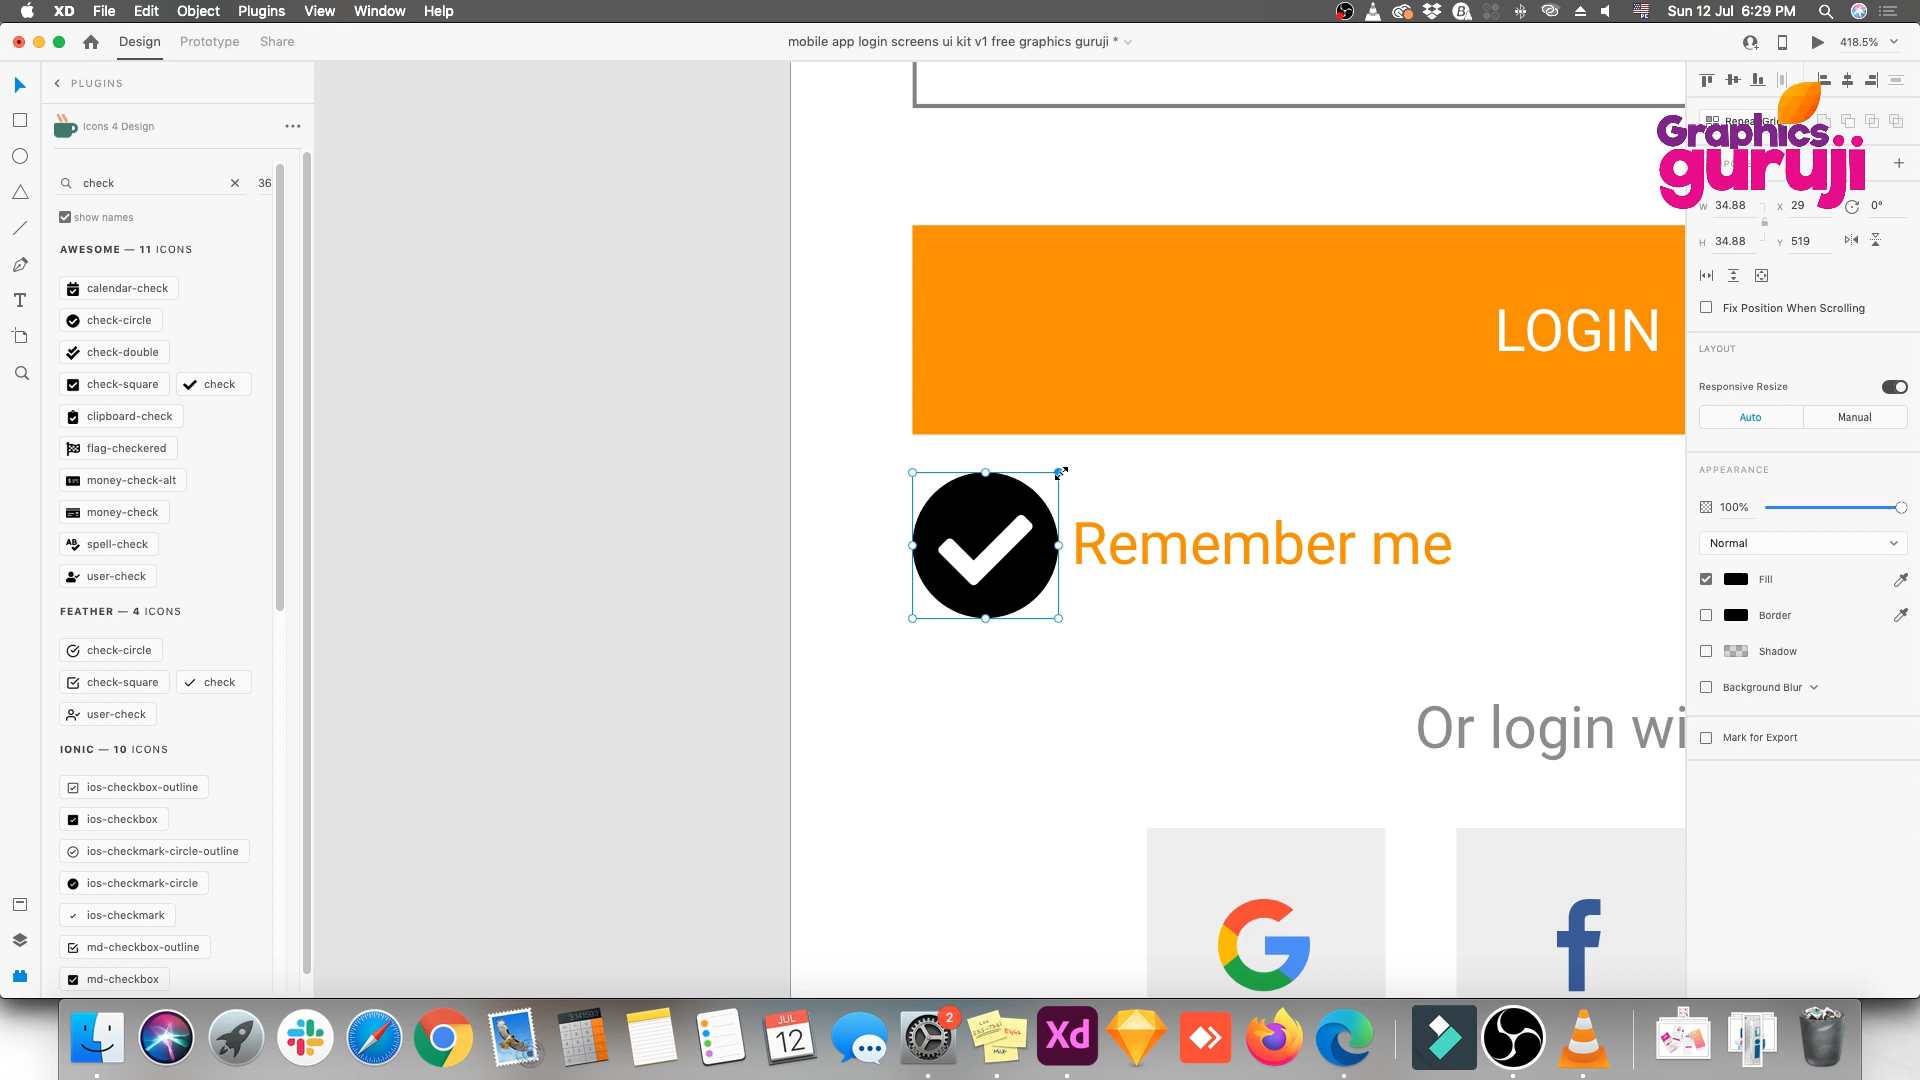 XD File Edit Object Plugins View Window Help
Sun 12 Jul 6:29 PM
Design Prototype Share
mobile app login screens ui kit v1 free graphics guruji *
418.5%
PLUGINS
Icons 4 Design
check
36
show names
AWESOME — 11 ICONS
calendar-check
check-circle
check-double
check-square
check
clipboard-check
flag-checkered
money-check-alt
money-check
spell-check
user-check
FEATHER — 4 ICONS
check-circle
check-square
check
user-check
IONIC — 10 ICONS
ios-checkbox-outline
ios-checkbox
ios-checkmark-circle-outline
ios-checkmark-circle
ios-checkmark
md-checkbox-outline
md-checkbox
LOGIN
Remember me
Or login wi
Graphics
guruji
W 34.88
X 29
0°
H 34.88
Y 519
Fix Position When Scrolling
LAYOUT
Responsive Resize
Auto
Manual
APPEARANCE
100%
Normal
Fill
Border
Shadow
Background Blur
Mark for Export
JUL
12
2
Xd